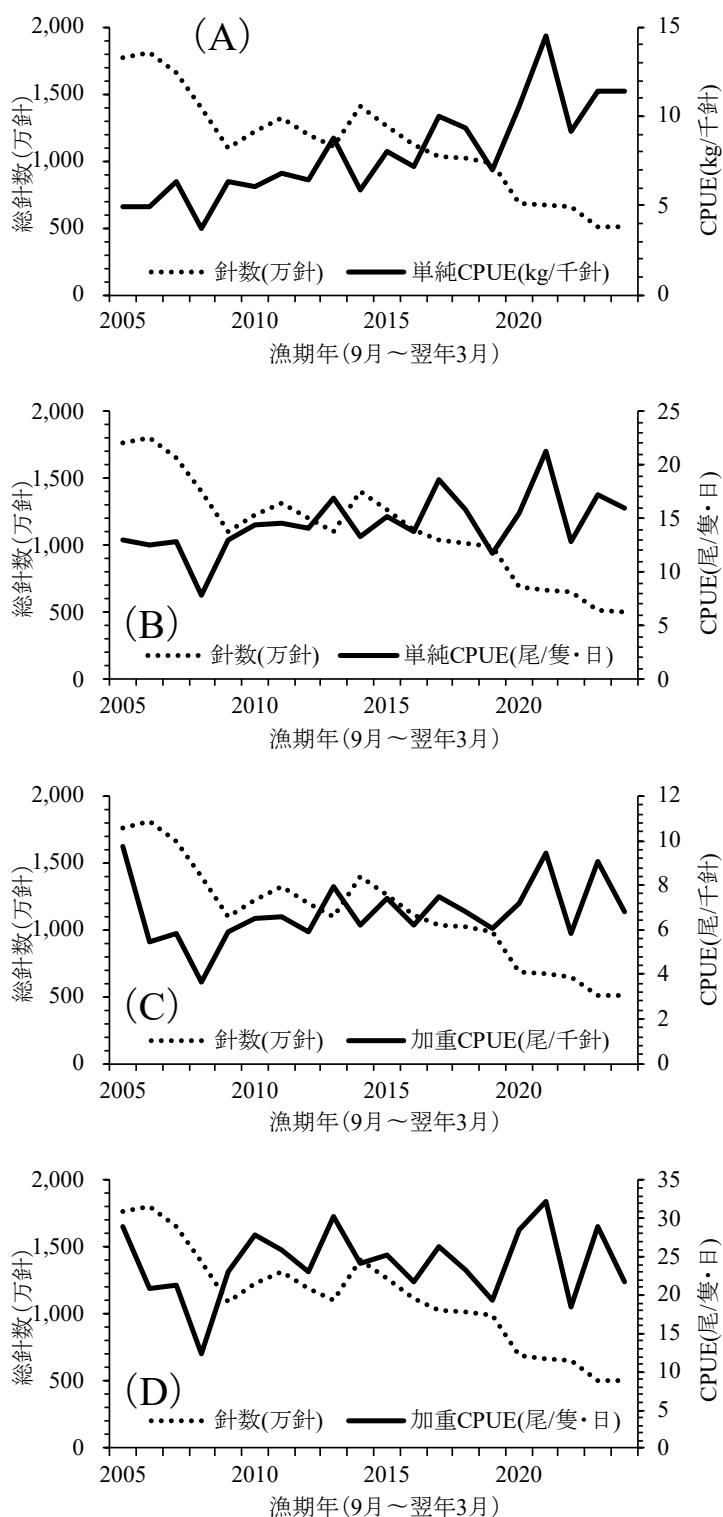 (A)
2,000
1,500
1,000
500
0
総針数(万針)
15
10
5
0
CPUE(kg/千針)
針数(万針) 単純CPUE(kg/千針)
2005 2010 2015 2020
漁期年(9月～翌年3月)
2,000
1,500
1,000
500
0
総針数(万針)
25
20
15
10
5
0
CPUE(尾/隻・日)
(B)
針数(万針) 単純CPUE(尾/隻・日)
2005 2010 2015 2020
漁期年(9月～翌年3月)
2,000
1,500
1,000
500
0
総針数(万針)
12
10
8
6
4
2
0
CPUE(尾/千針)
(C)
針数(万針) 加重CPUE(尾/千針)
2005 2010 2015 2020
漁期年(9月～翌年3月)
2,000
1,500
1,000
500
0
総針数(万針)
35
30
25
20
15
10
5
0
CPUE(尾/隻・日)
(D)
針数(万針) 加重CPUE(尾/隻・日)
2005 2010 2015 2020
漁期年(9月～翌年3月)